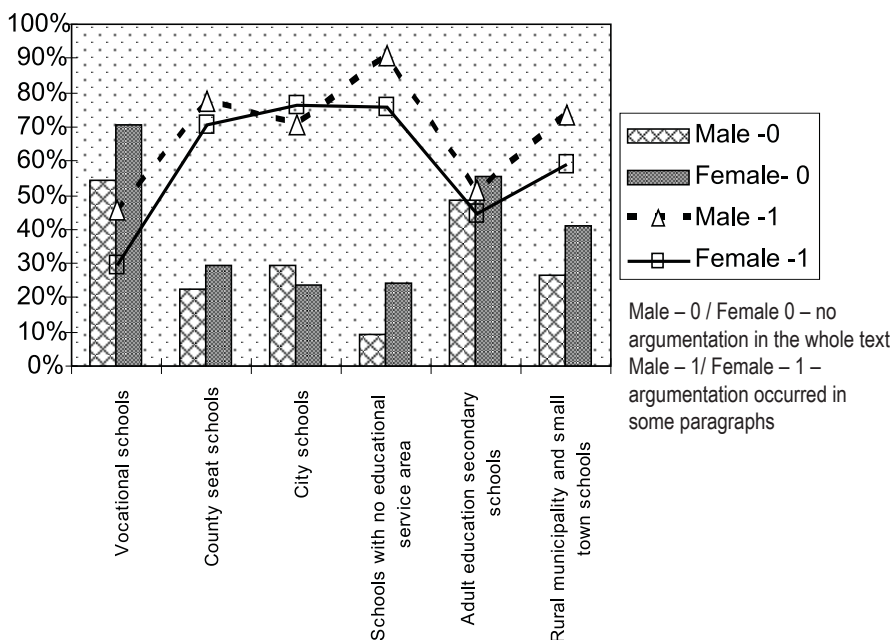 100%
90%
80%
70%
60%
50%
40%
30%
20%
10%
0%
Vocational schools
County seat schools
City schools
Schools with no educational
service area
Adult education secondary
schools
Rural municipality and small
town schools
Male -0
Female- 0
Male -1
Female -1
Male – 0 / Female 0 – no
argumentation in the whole text
Male – 1/ Female – 1 –
argumentation occurred in
some paragraphs